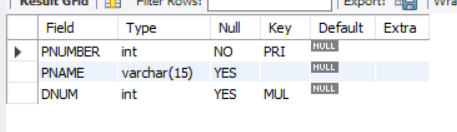 Result Grid Filter Rows: Export: Wra
Field Type Null Key Default Extra
PNUMBER int NO PRI NULL
PNAME varchar(15) YES NULL
DNUM int YES MUL NULL